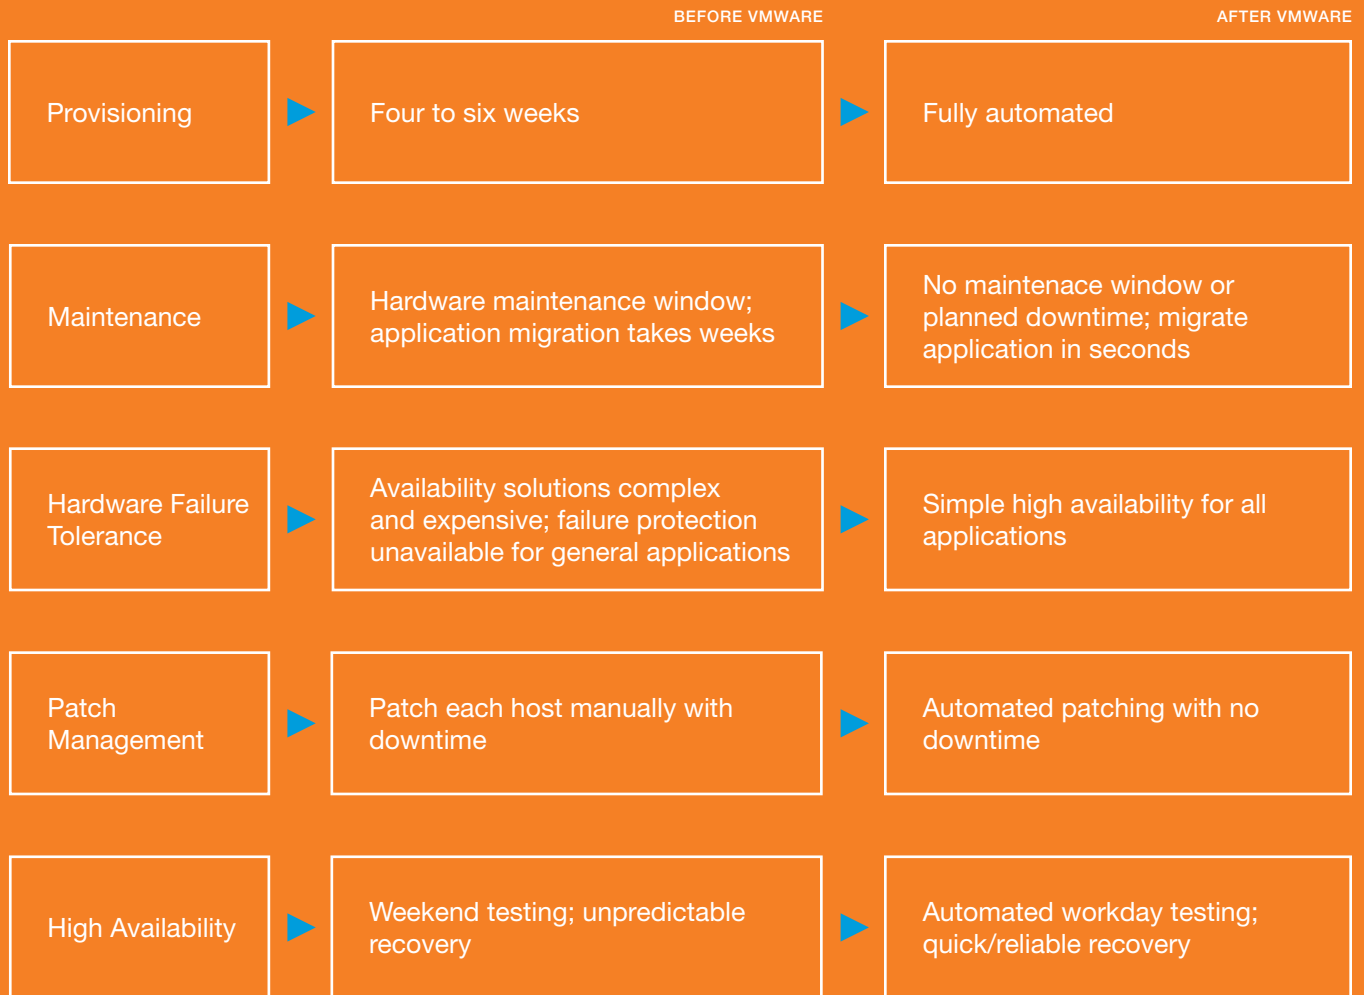 BEFORE VMWARE
AFTER VMWARE
Provisioning
Four to six weeks
Fully automated
Maintenance
Hardware maintenance window;
application migration takes weeks
No maintenace window or
planned downtime; migrate
application in seconds
Hardware Failure
Tolerance
Availability solutions complex
and expensive; failure protection
unavailable for general applications
Simple high availability for all
applications
Patch
Management
Patch each host manually with
downtime
Automated patching with no
downtime
High Availability
Weekend testing; unpredictable
recovery
Automated workday testing;
quick/reliable recovery